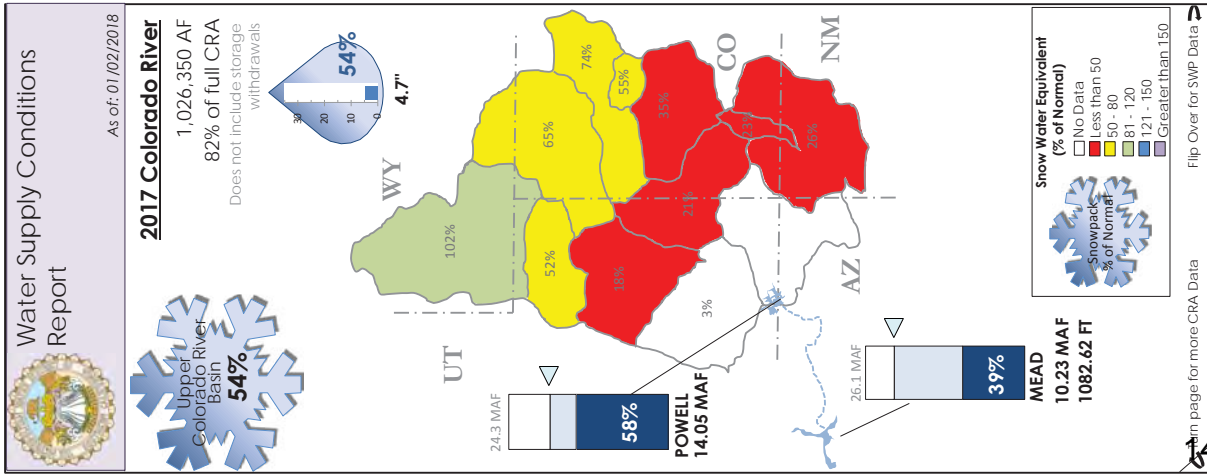 Water Supply Conditions
Report
As of: 01/02/2018
Upper
Colorado River
Basin
54%
2017 Colorado River
1,026,350 AF
82% of full CRA
Does not include storage
withdrawals
30
20
10
0
54%
4.7"
UT
WY
CO
NM
AZ
102%
52%
65%
74%
55%
35%
18%
21%
23%
26%
3%
24.3 MAF
58%
POWELL
14.05 MAF
26.1 MAF
39%
MEAD
10.23 MAF
1082.62 FT
Snowpack
% of Normal
Snow Water Equivalent
(% of Normal)
No Data
Less than 50
50 - 80
81 - 120
121 - 150
Greater than 150
Turn page for more CRA Data
Flip Over for SWP Data